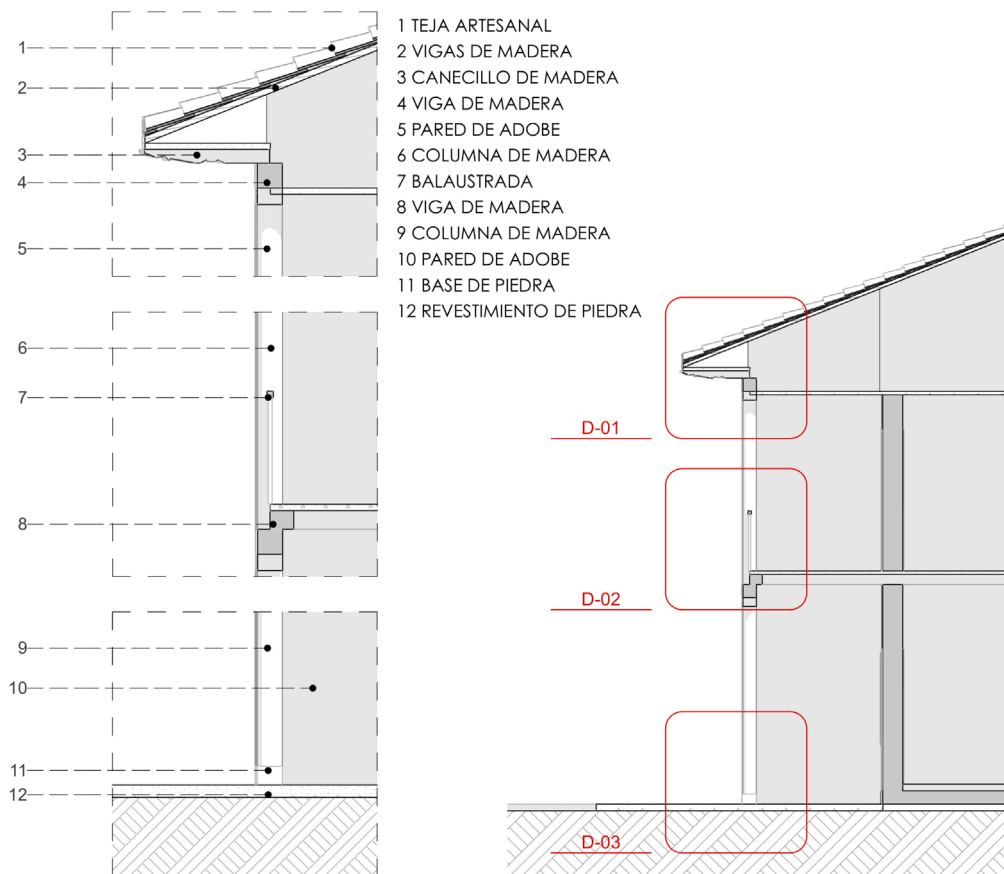 1 TEJA ARTESANAL
2 VIGAS DE MADERA
3 CANECILLO DE MADERA
4 VIGA DE MADERA
5 PARED DE ADOBE
6 COLUMNA DE MADERA
7 BALAUSTRADA
8 VIGA DE MADERA
9 COLUMNA DE MADERA
10 PARED DE ADOBE
11 BASE DE PIEDRA
12 REVESTIMIENTO DE PIEDRA
1
2
3
4
5
6
7
8
9
10
11
12
D-01
D-02
D-03